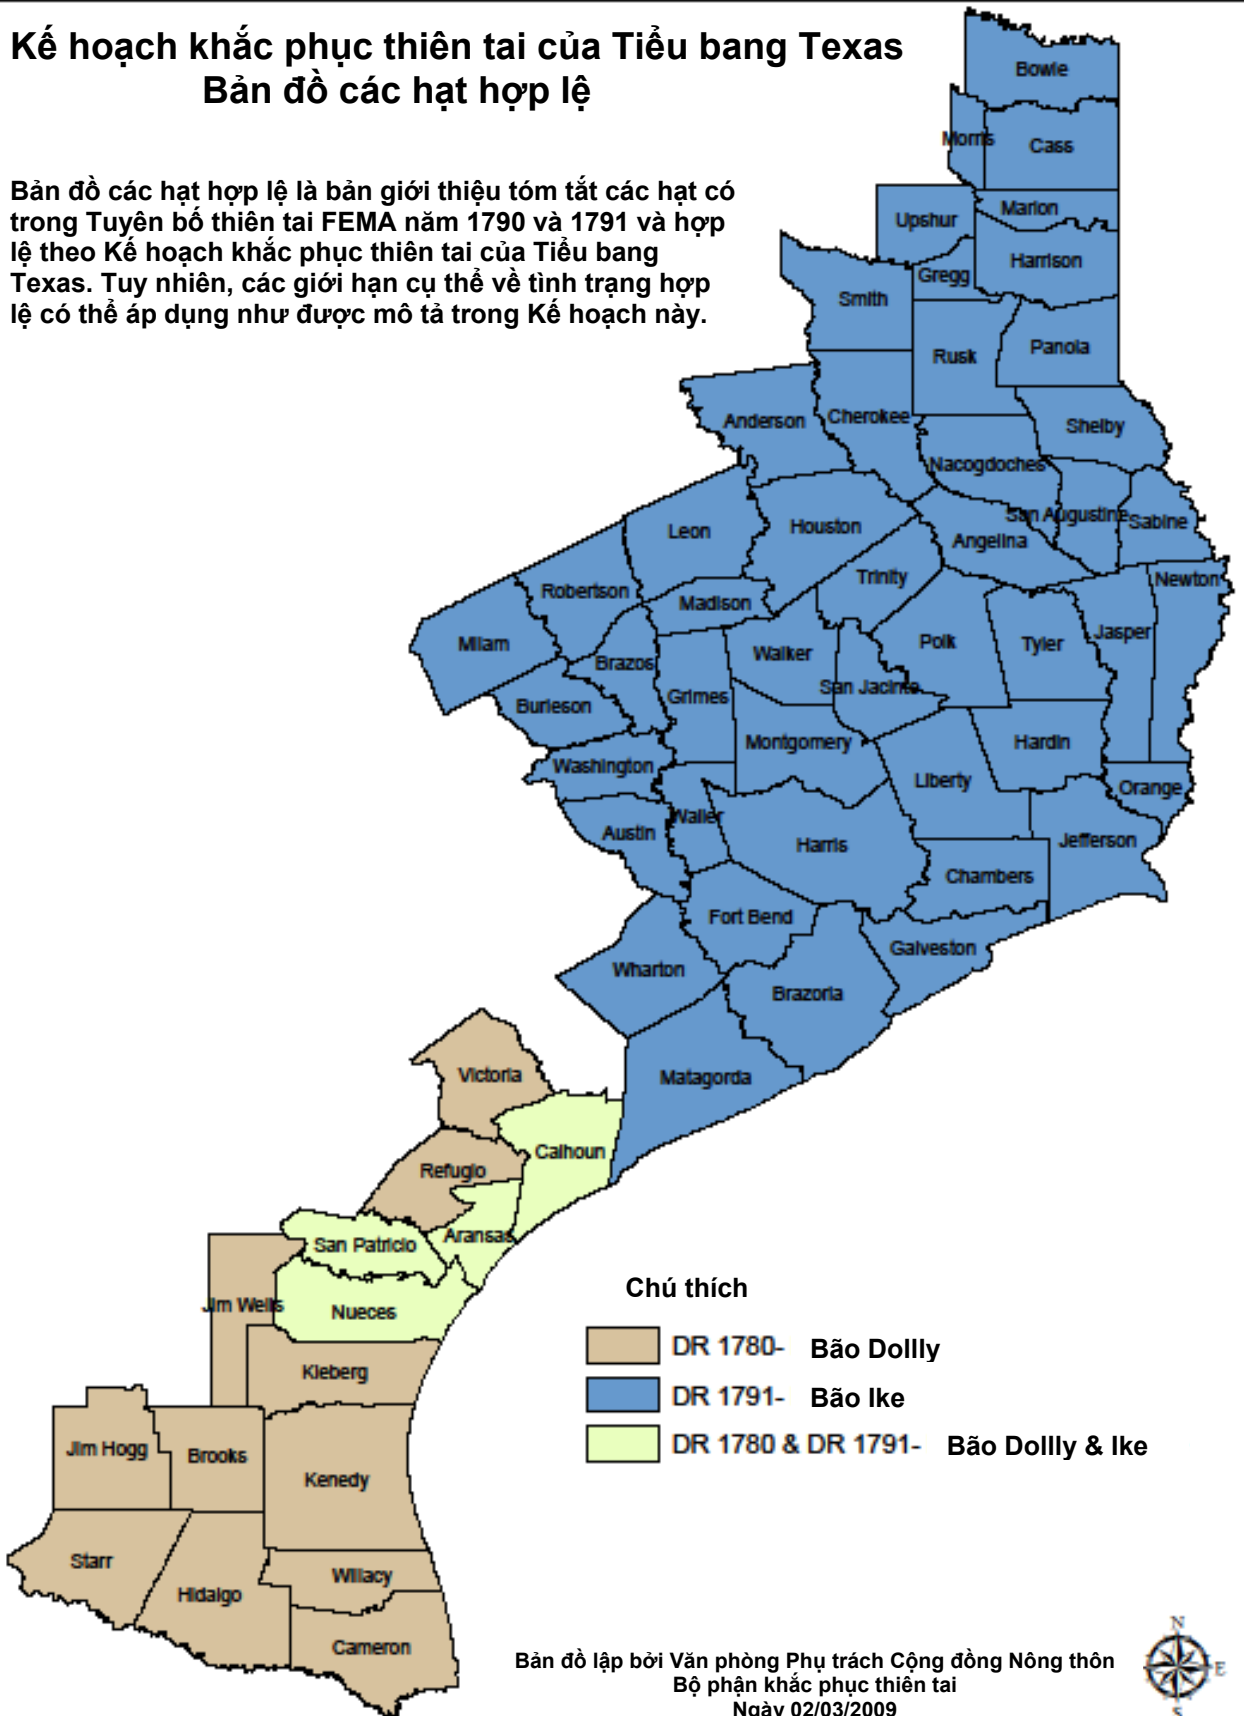 Kế hoạch khắc phục thiên tai của Tiểu bang Texas
Bản đồ các hạt hợp lệ
Bản đồ các hạt hợp lệ là bản giới thiệu tóm tắt các hạt có
trong Tuyên bố thiên tai FEMA năm 1790 và 1791 và hợp
lệ theo Kế hoạch khắc phục thiên tai của Tiểu bang
Texas. Tuy nhiên, các giới hạn cụ thể về tình trạng hợp
lệ có thể áp dụng như được mô tả trong Kế hoạch này.
Bowie
Morris
Cass
Marion
Upshur
Harrison
Gregg
Smith
Panola
Rusk
Anderson
Cherokee
Shelby
Nacogdoches
San Augustine
Sabine
Leon
Houston
Angelina
Trinity
Newton
Robertson
Madison
Milam
Brazos
Walker
Polk
Tyler
Jasper
San Jacinto
Grimes
Burleson
Montgomery
Hardin
Washington
Liberty
Orange
Waller
Austin
Harris
Jefferson
Chambers
Fort Bend
Galveston
Wharton
Brazoria
Matagorda
Victoria
Calhoun
Refugio
Aransas
San Patricio
Jim Wells
Nueces
Kleberg
Jim Hogg
Brooks
Kenedy
Starr
Willacy
Hidalgo
Cameron
Chú thích
DR 1780- Bão Dollly
DR 1791- Bão Ike
DR 1780 & DR 1791- Bão Dollly & Ike
Bản đồ lập bởi Văn phòng Phụ trách Cộng đồng Nông thôn
Bộ phận khắc phục thiên tai
Ngày 02/03/2009
N
E
S